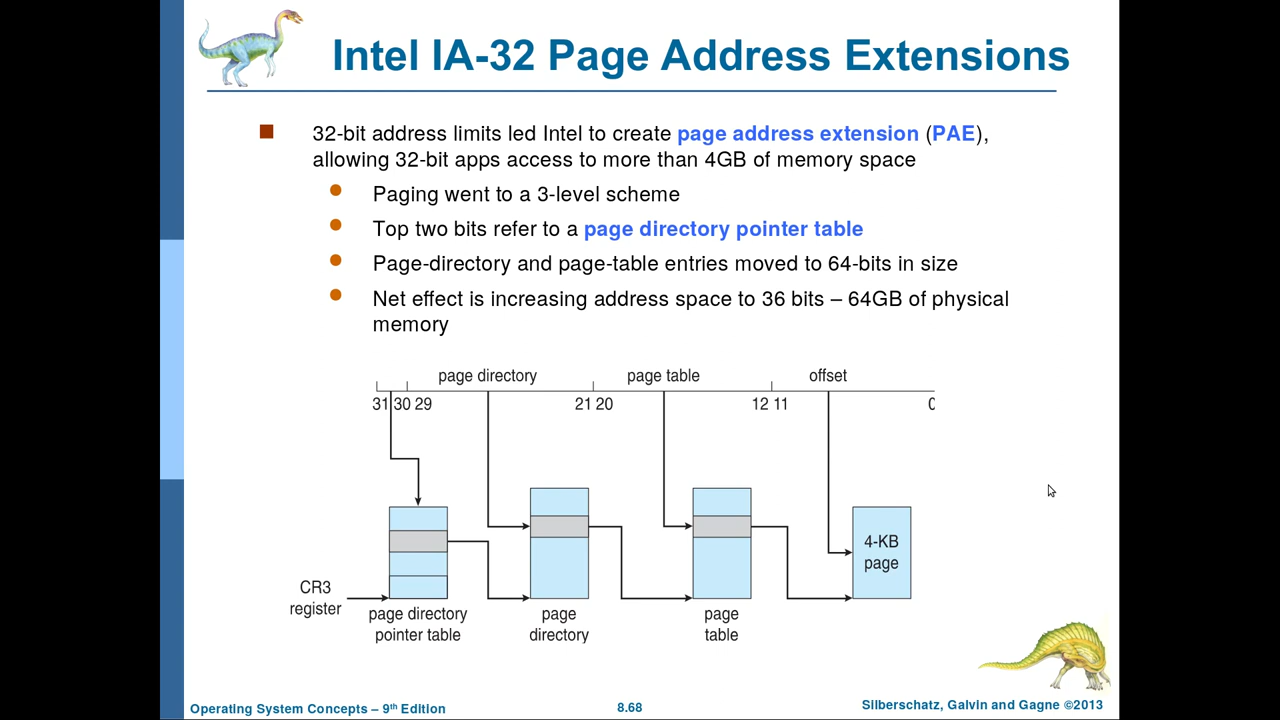 Intel IA-32 Page Address Extensions
32-bit address limits led Intel to create page address extension (PAE),
allowing 32-bit apps access to more than 4GB of memory space
Paging went to a 3-level scheme
Top two bits refer to a page directory pointer table
Page-directory and page-table entries moved to 64-bits in size
Net effect is increasing address space to 36 bits – 64GB of physical
memory
page directory page table offset
31 30 29 21 20 12 11 0
4-KB
page
CR3
register
page directory
pointer table
page
directory
page
table
Operating System Concepts – 9th Edition
8.68
Silberschatz, Galvin and Gagne ©2013